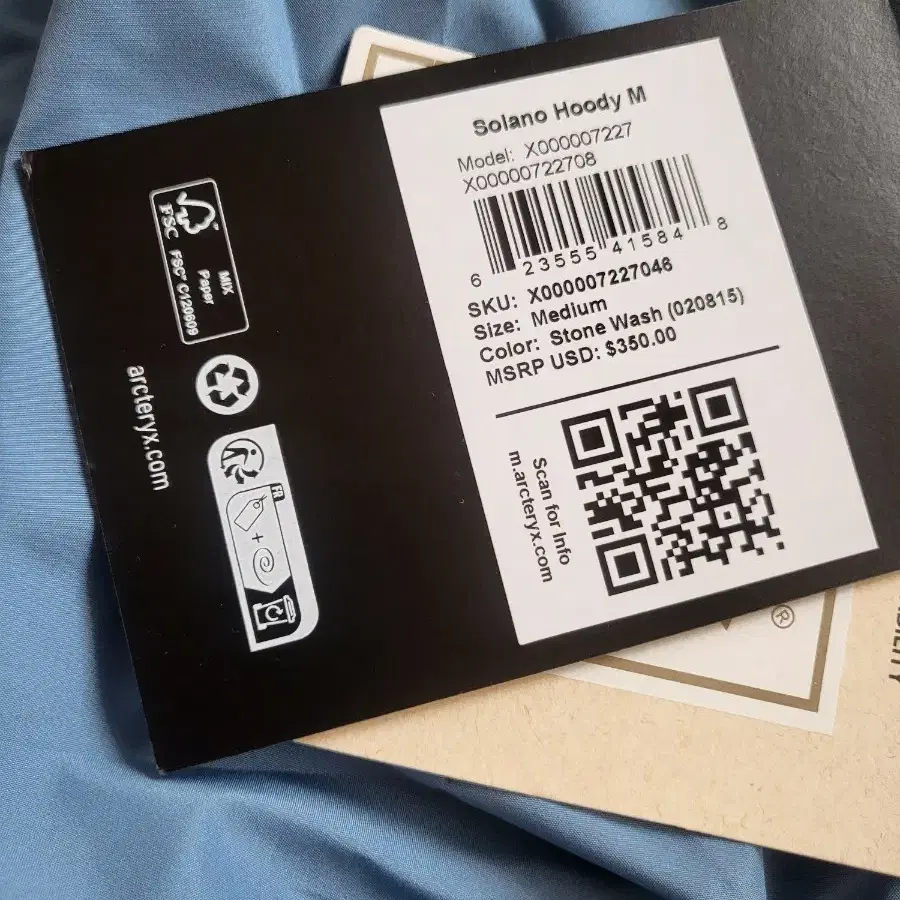 Solano Hoody M
Model: X000007227
X00000722708
6 23555 41584 8
SKU: X000007227046
Size: Medium
Color: Stone Wash (020815)
MSRP USD: $350.00
Scan for Info
m.arcteryx.com
FSC
MIX
Paper
FSC® C120609
arcteryx.com
FR
+
®